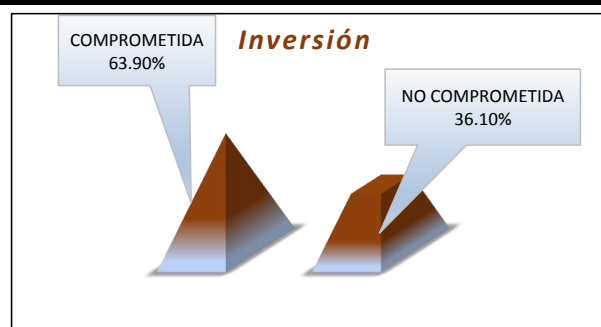 Inversión
COMPROMETIDA
63.90%
NO COMPROMETIDA
36.10%